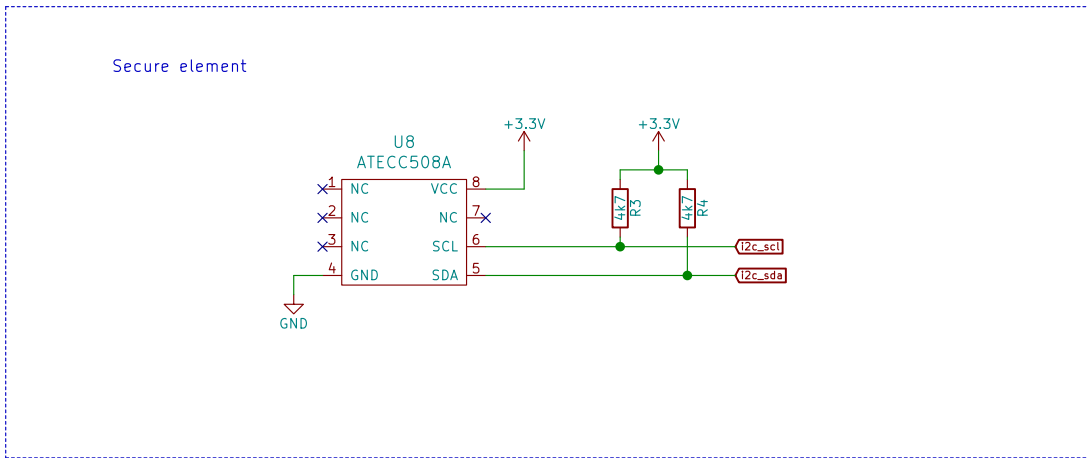 Secure element
+3.3V
+3.3V
U8
ATECC508A
1 NC VCC 8
2 NC NC 7
3 NC SCL 6
4 GND SDA 5
4k7 R3
4k7 R4
i2c_scl
i2c_sda
GND